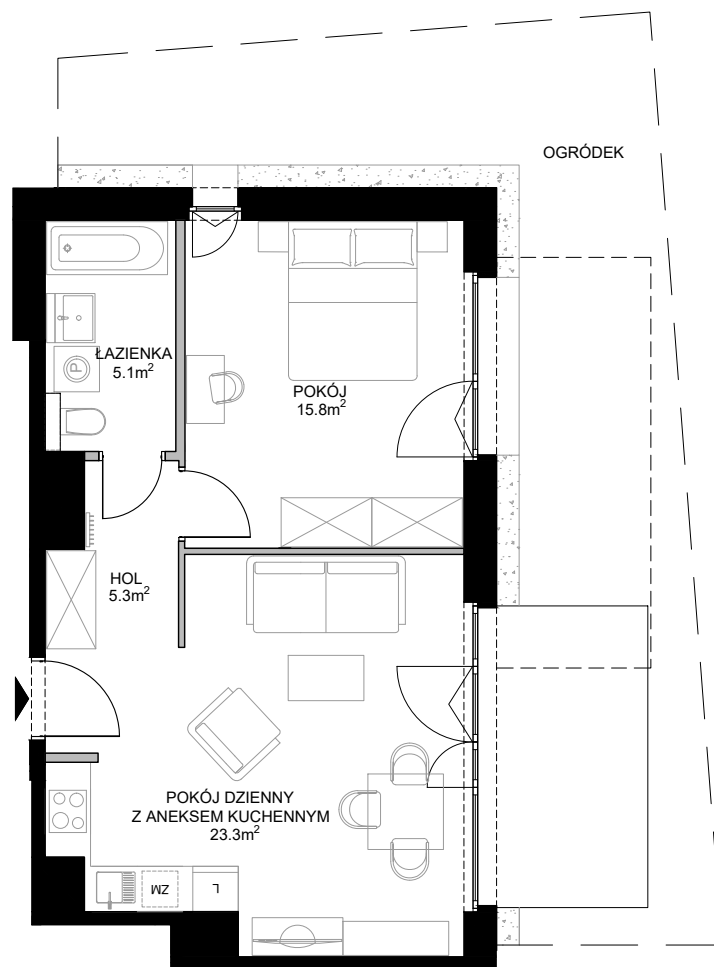 OGRÓDEK
ŁAZIENKA
5.1m²
P
POKÓJ
15.8m²
HOL
5.3m²
POKÓJ DZIENNY
Z ANEKSEM KUCHENNYM
23.3m²
ZM
L